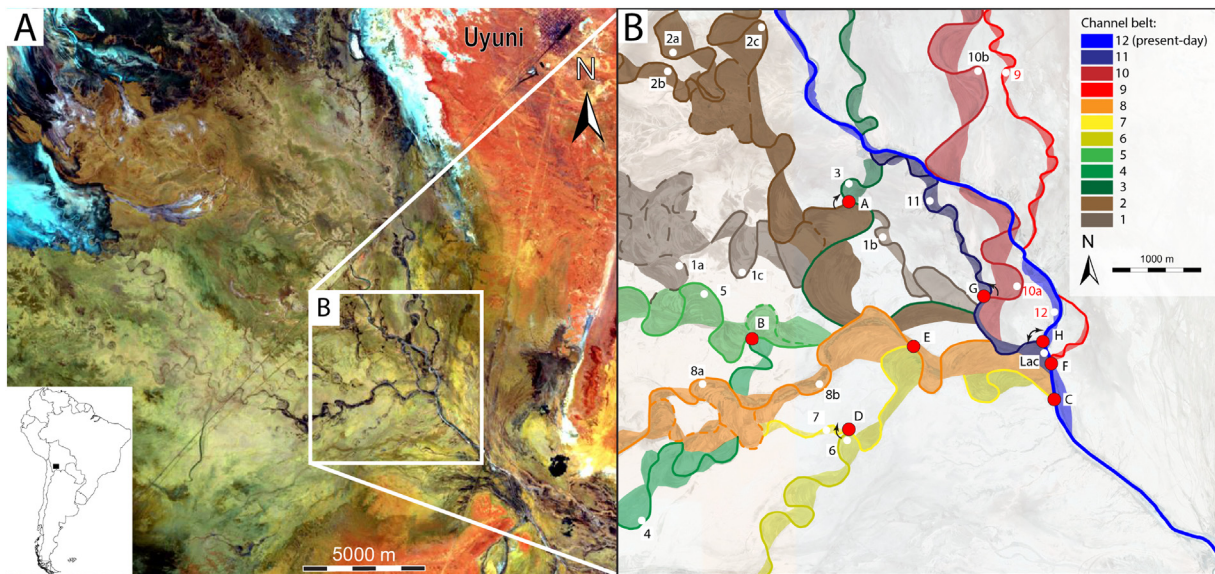 A
Uyuni
N
B
5000 m
B
2a
2c
2b
10b
9
3
A
11
1b
1a
1c
5
G
10a
B
12
H
E
Lac
F
8a
8b
C
7
D
6
4
Channel belt:
12 (present-day)
11
10
9
8
7
6
5
4
3
2
1
N
1000 m